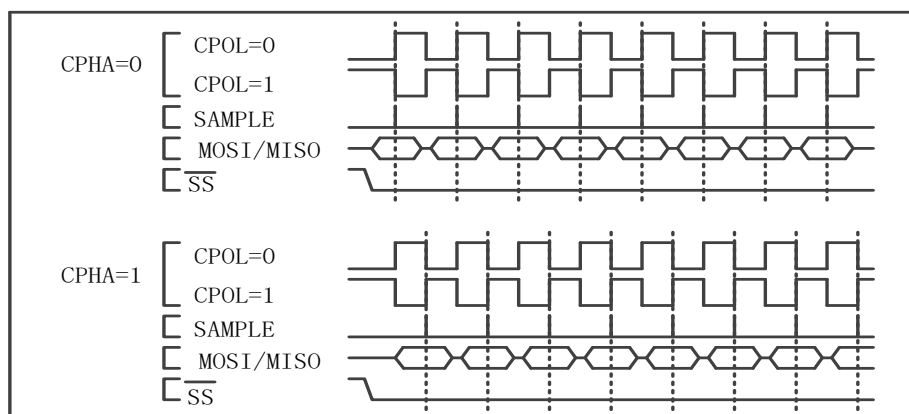 CPOL=0
CPHA=0
CPOL=1
SAMPLE
MOSI/MISO
SS
CPOL=0
CPHA=1
CPOL=1
SAMPLE
MOSI/MISO
SS